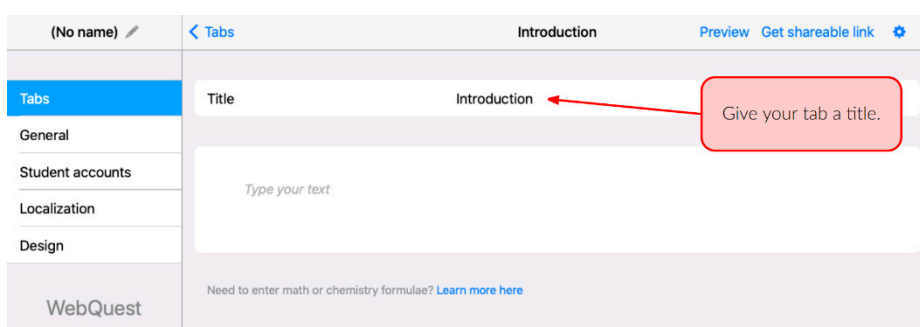 (No name)
Tabs
Introduction
Preview Get shareable link
Tabs
General
Student accounts
Localization
Design
WebQuest
Title
Introduction
Give your tab a title.
Type your text
Need to enter math or chemistry formulae? Learn more here